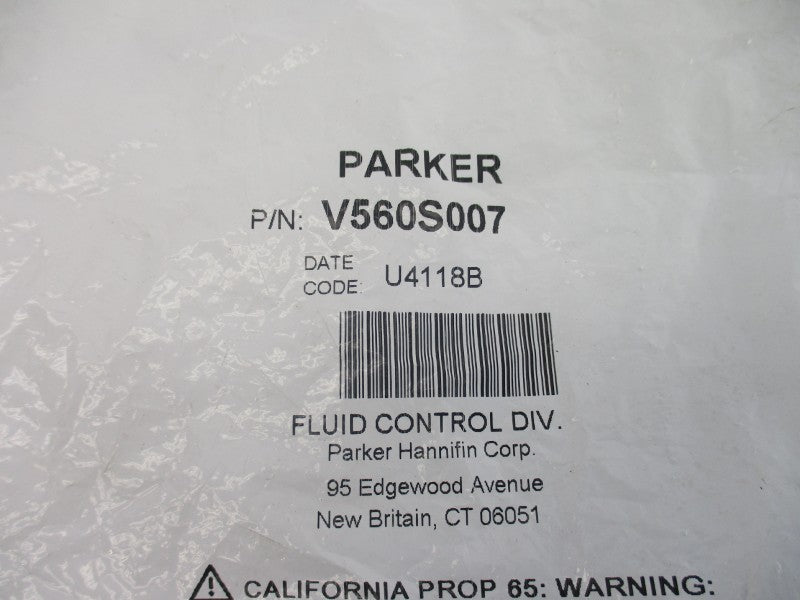 PARKER
P/N: V560S007
DATE CODE: U4118B
FLUID CONTROL DIV.
Parker Hannifin Corp.
95 Edgewood Avenue
New Britain, CT 06051
⚠ CALIFORNIA PROP 65: WARNING: